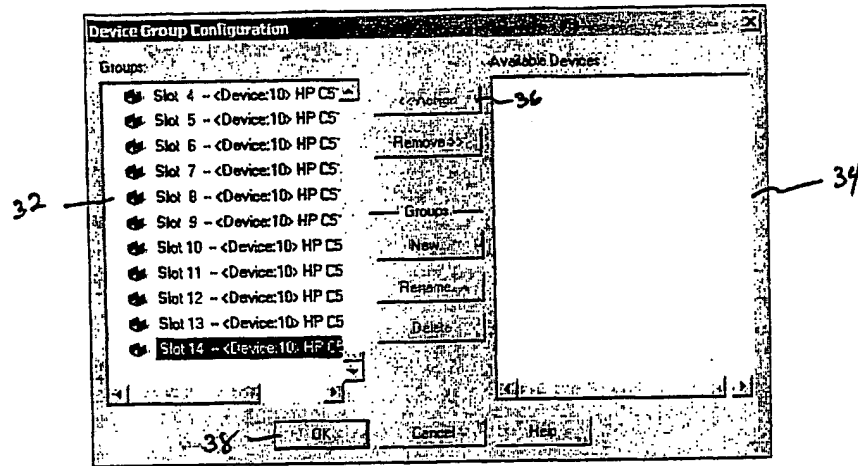 Device Group Configuration
Groups:
Available Devices:
Slot 4 -- <Device:10> HP C5
Slot 5 -- <Device:10> HP C5
Slot 6 -- <Device:10> HP C5
Slot 7 -- <Device:10> HP C5
Slot 8 -- <Device:10> HP C5
Slot 9 -- <Device:10> HP C5
Slot 10 -- <Device:10> HP C5
Slot 11 -- <Device:10> HP C5
Slot 12 -- <Device:10> HP C5
Slot 13 -- <Device:10> HP C5
Slot 14 -- <Device:10> HP C5
<<Assign
Remove>>
Groups
New...
Rename...
Delete
OK
Cancel
Help
32
34
36
38